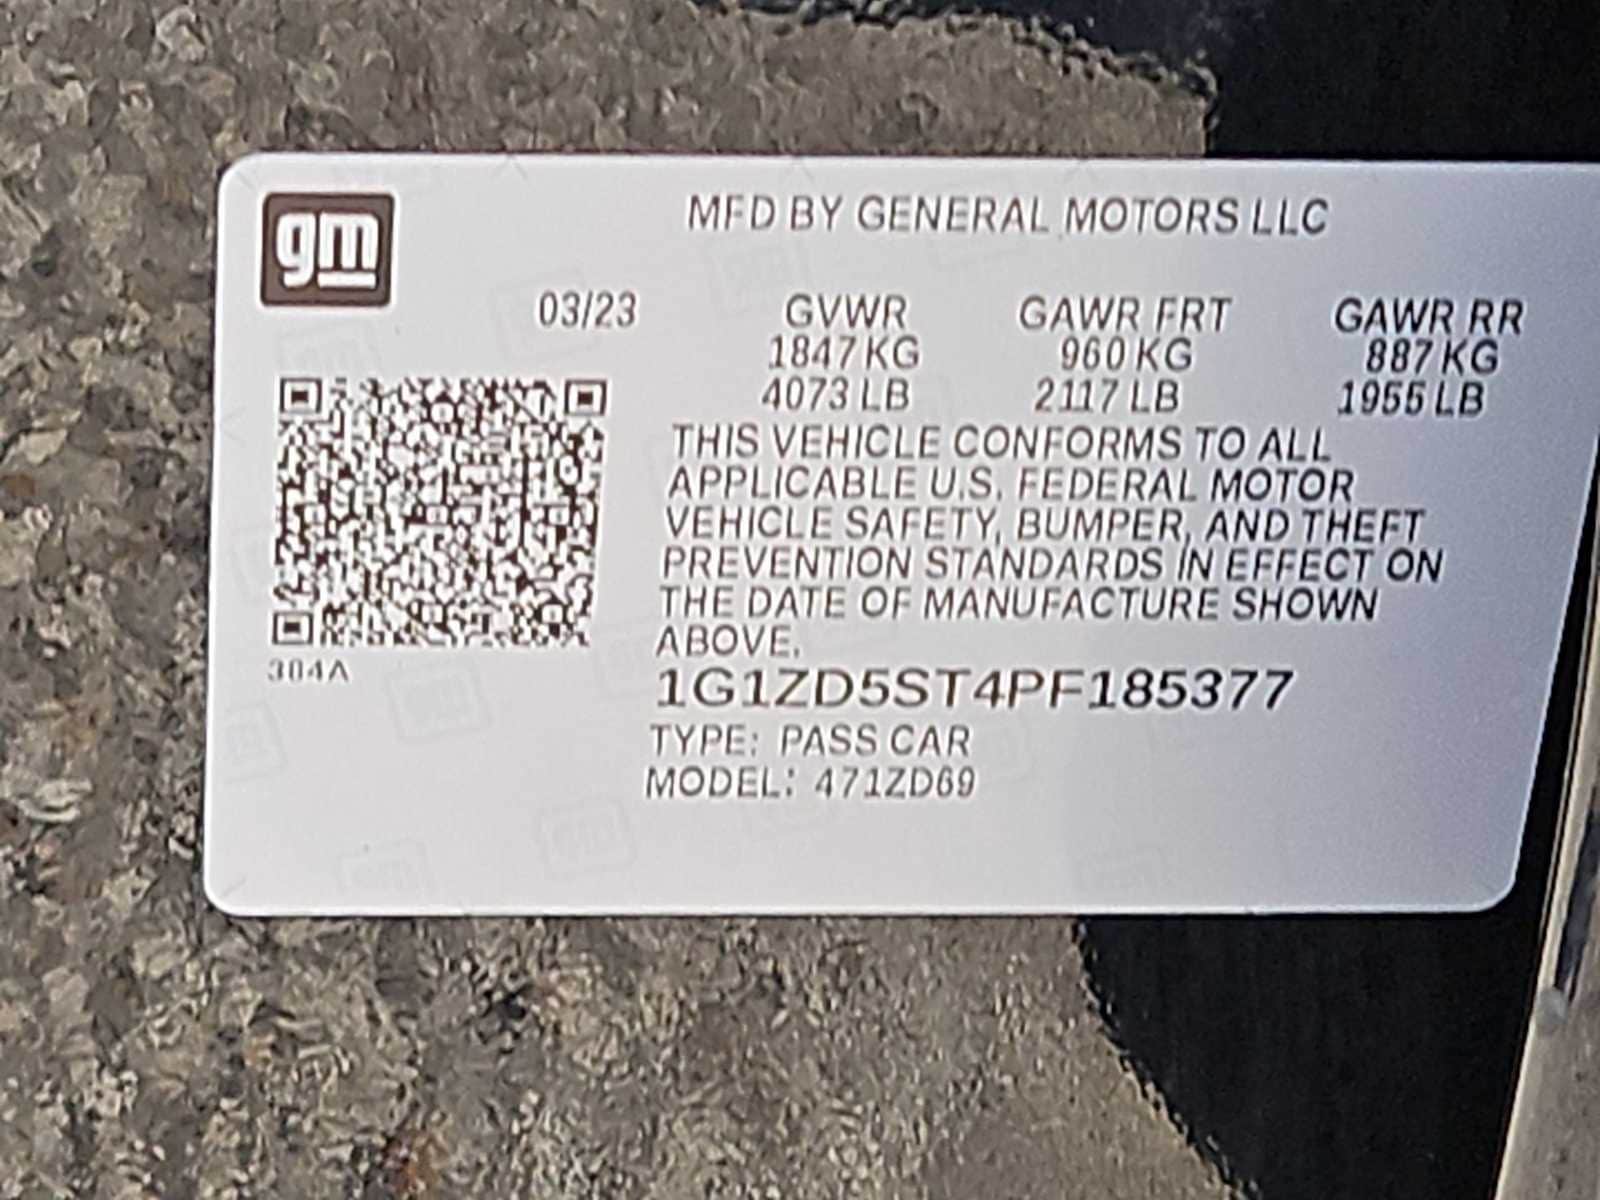 gm
MFD BY GENERAL MOTORS LLC
03/23 GVWR GAWR FRT GAWR RR
1847 KG 960 KG 887 KG
4073 LB 2117 LB 1955 LB
THIS VEHICLE CONFORMS TO ALL
APPLICABLE U.S. FEDERAL MOTOR
VEHICLE SAFETY, BUMPER, AND THEFT
PREVENTION STANDARDS IN EFFECT ON
THE DATE OF MANUFACTURE SHOWN
ABOVE.
304A
1G1ZD5ST4PF185377
TYPE: PASS CAR
MODEL: 471ZD69